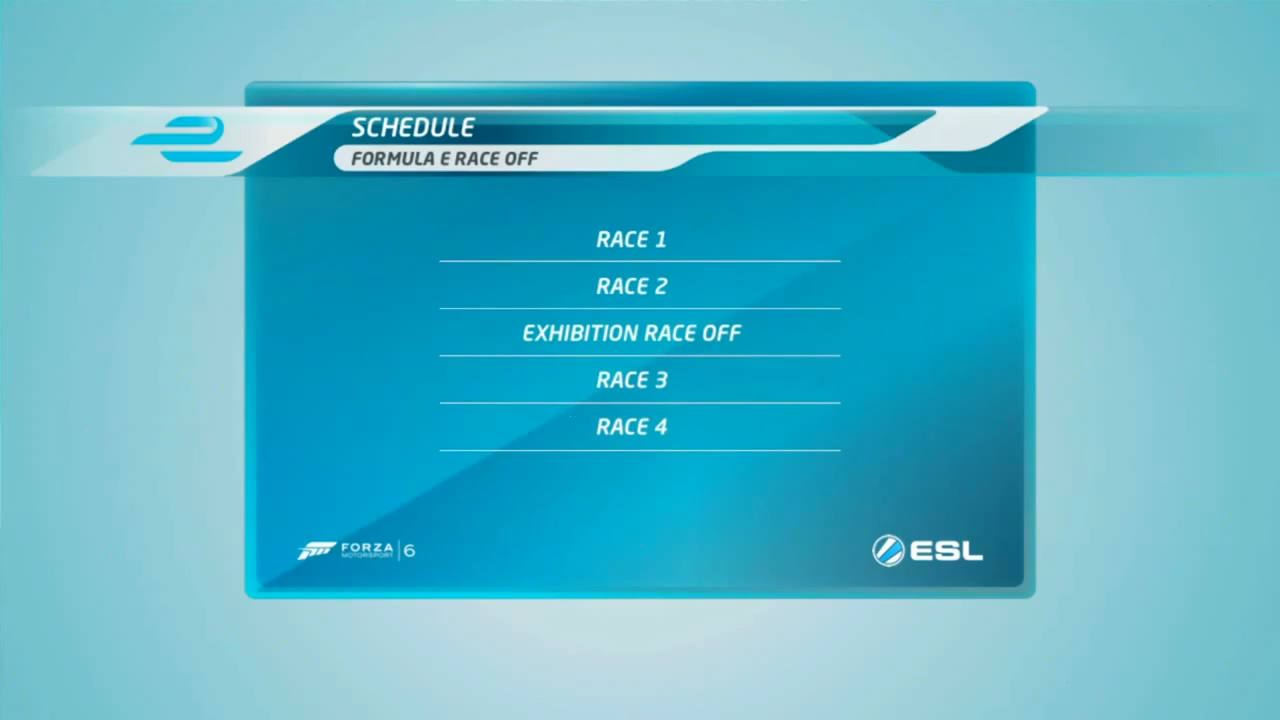 SCHEDULE
FORMULA E RACE OFF
RACE 1
RACE 2
EXHIBITION RACE OFF
RACE 3
RACE 4
FORZA
MOTORSPORT
6
ESL